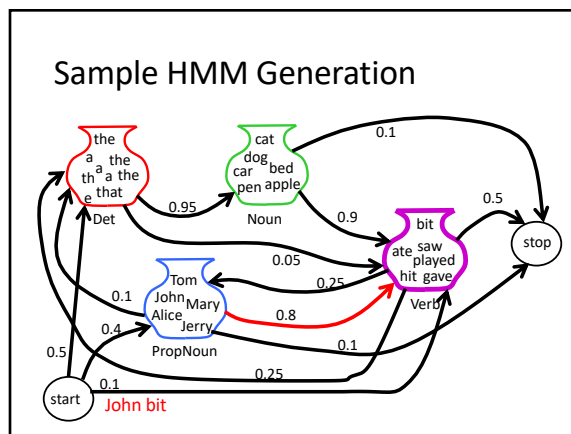 Sample HMM Generation
the
a
a
the
th
a
the
e
that
Det
cat
dog
car
bed
pen
apple
Noun
0.1
0.95
0.9
0.5
bit
ate
saw
played
hit
gave
Verb
stop
0.05
0.25
Tom
John
Mary
Alice
Jerry
PropNoun
0.1
0.4
0.8
0.1
0.5
0.25
0.1
start
John bit